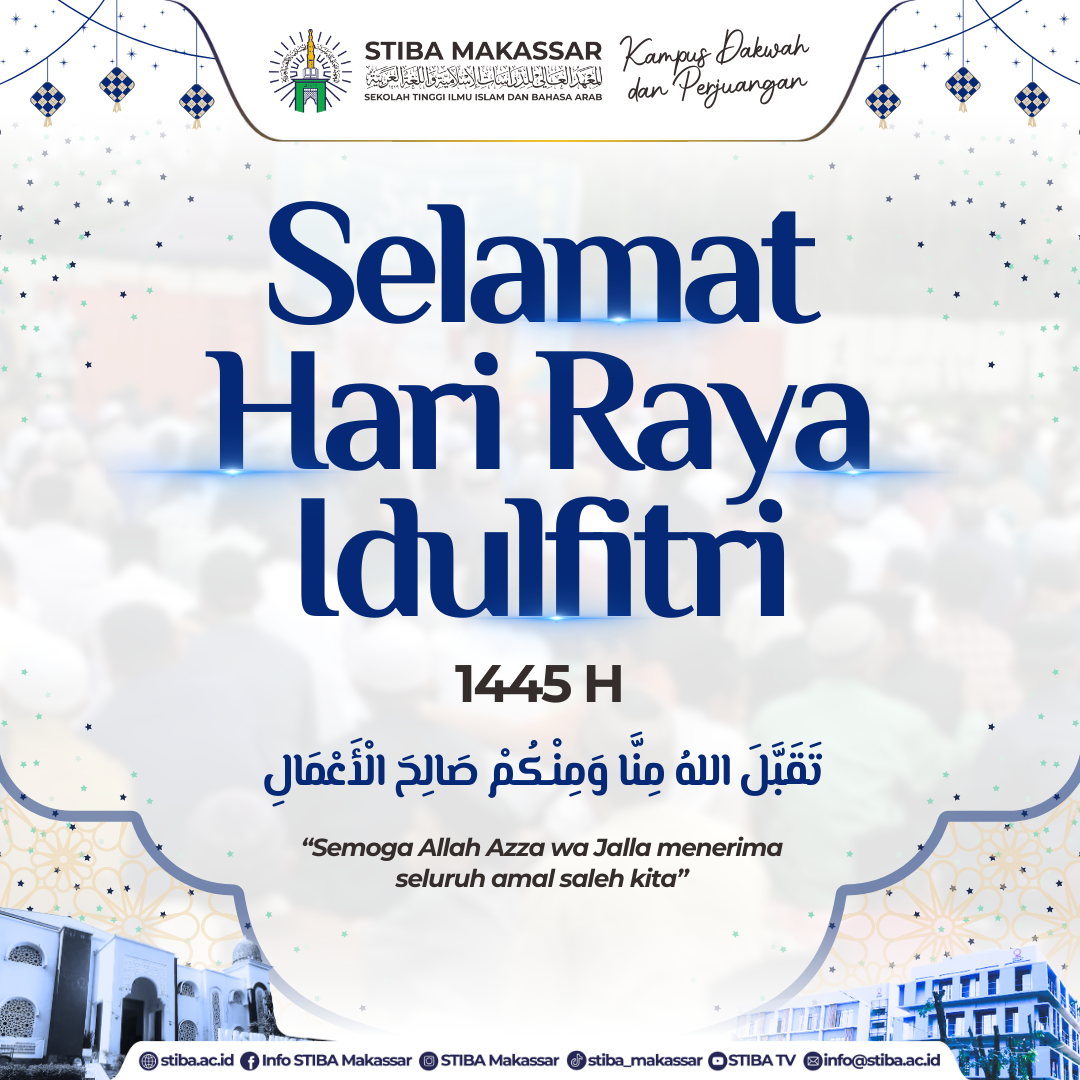 STIBA MAKASSAR
المعهد العالي للدراسات الإسلامية واللغة العربية
SEKOLAH TINGGI ILMU ISLAM DAN BAHASA ARAB
Kampus Dakwah
dan Perjuangan
Selamat
Hari Raya
Idulfitri
1445 H
تَقَبَّلَ اللهُ مِنَّا وَمِنْكُمْ صَالِحَ الْأَعْمَالِ
“Semoga Allah Azza wa Jalla menerima
seluruh amal saleh kita”
stiba.ac.id Info STIBA Makassar STIBA Makassar stiba_makassar STIBA TV info@stiba.ac.id